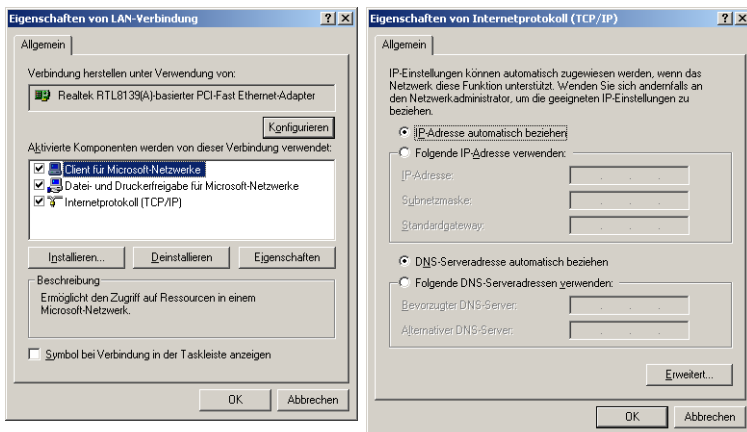 Eigenschaften von LAN-Verbindung
Allgemein
Verbindung herstellen unter Verwendung von:
Realtek RTL8139(A)-basierter PCI-Fast Ethernet-Adapter
Konfigurieren
Aktivierte Komponenten werden von dieser Verbindung verwendet:
Client für Microsoft-Netzwerke
Datei- und Druckerfreigabe für Microsoft-Netzwerke
Internetprotokoll (TCP/IP)
Installieren...
Deinstallieren
Eigenschaften
Beschreibung
Ermöglicht den Zugriff auf Ressourcen in einem
Microsoft-Netzwerk.
Symbol bei Verbindung in der Taskleiste anzeigen
OK
Abbrechen
Eigenschaften von Internetprotokoll (TCP/IP)
Allgemein
IP-Einstellungen können automatisch zugewiesen werden, wenn das
Netzwerk diese Funktion unterstützt. Wenden Sie sich andernfalls an
den Netzwerkadministrator, um die geeigneten IP-Einstellungen zu
beziehen.
IP-Adresse automatisch beziehen
Folgende IP-Adresse verwenden:
IP-Adresse:
Subnetzmaske:
Standardgateway:
DNS-Serveradresse automatisch beziehen
Folgende DNS-Serveradressen verwenden:
Bevorzugter DNS-Server:
Alternativer DNS-Server:
Erweitert...
OK
Abbrechen